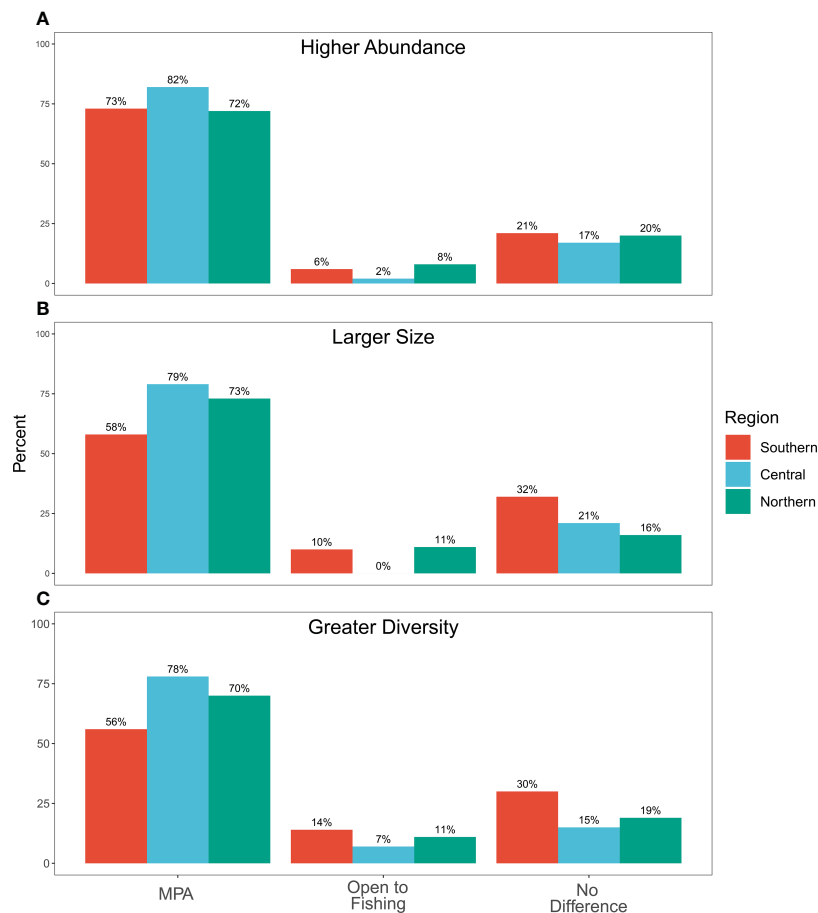 A
Higher Abundance
100
75
50
25
0
73%
82%
72%
6%
2%
8%
21%
17%
20%
B
Larger Size
100
75
50
25
0
58%
79%
73%
10%
0%
11%
32%
21%
16%
Percent
Region
Southern
Central
Northern
C
Greater Diversity
100
75
50
25
0
56%
78%
70%
14%
7%
11%
30%
15%
19%
MPA
Open to
Fishing
No
Difference